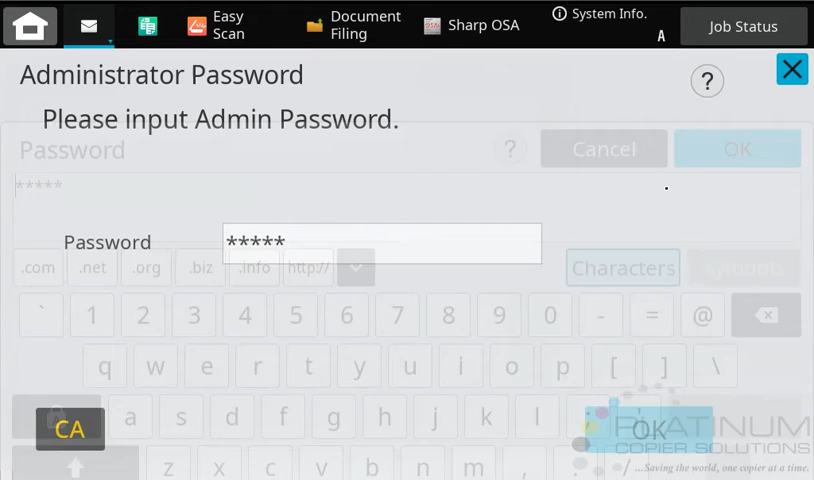 Easy Scan
Document Filing
Sharp OSA
System Info.
A
Job Status
Administrator Password
?
Please input Admin Password.
Password
?
Cancel
OK
*****
Password
*****
.com .net .org .biz .info http://
Characters
Symbols
` 1 2 3 4 5 6 7 8 9 0 - = @
q w e r t y u i o p [ ] \
CA
a s d f g h j k l
OK
z x c v b n m , . /
PLATINUM
COPIER SOLUTIONS
...Saving the world, one copier at a time.